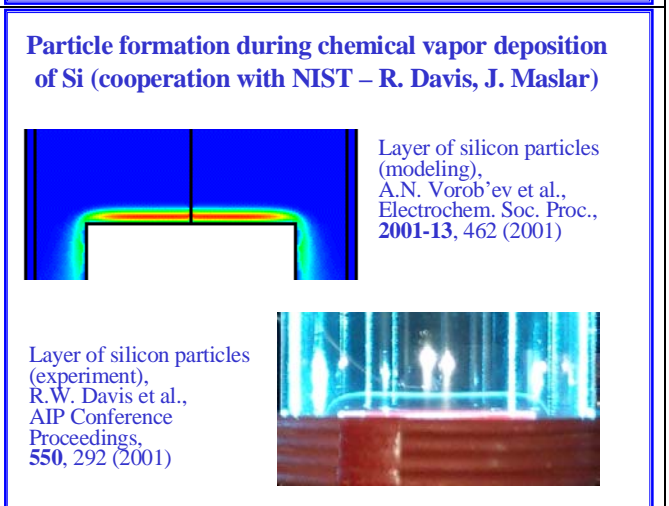 Particle formation during chemical vapor deposition
of Si (cooperation with NIST – R. Davis, J. Maslar)
Layer of silicon particles
(modeling),
A.N. Vorob’ev et al.,
Electrochem. Soc. Proc.,
2001-13, 462 (2001)
Layer of silicon particles
(experiment),
R.W. Davis et al.,
AIP Conference
Proceedings,
550, 292 (2001)